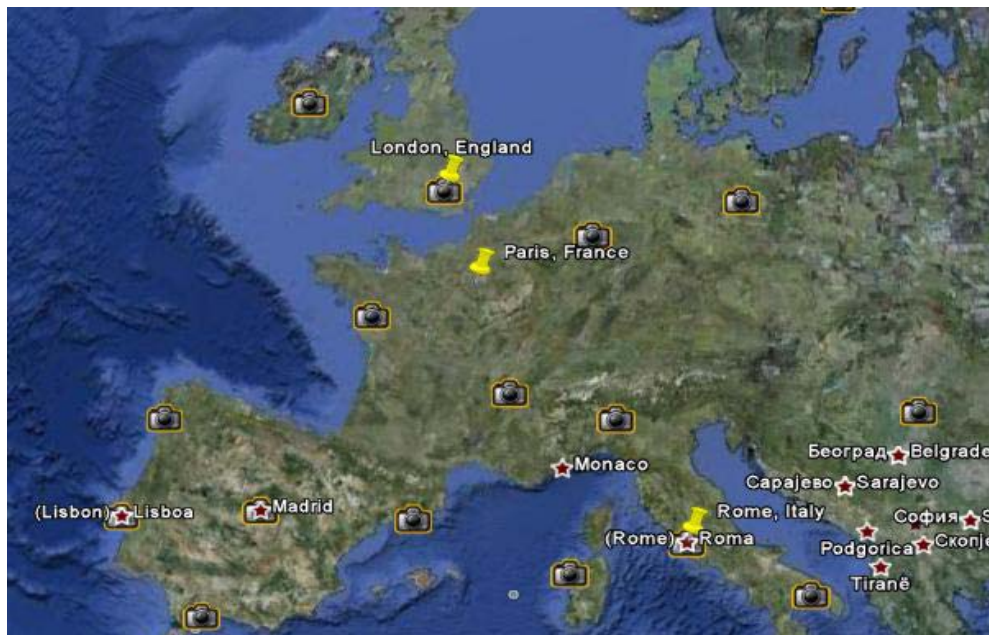 London, England
Paris, France
Београд
Belgrade
Monaco
Сарајево
Sarajevo
Madrid
(Lisbon)
Lisboa
Rome, Italy
София
(Rome)
Roma
Podgorica
Скопје
Tiranë